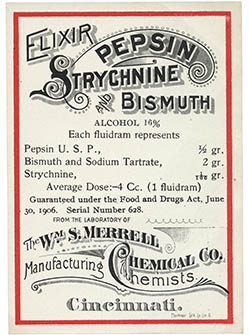 ELIXIR
PEPSIN
STRYCHNINE
AND BISMUTH
ALCOHOL 16%
Each fluidram represents
Pepsin U. S. P., ½ gr.
Bismuth and Sodium Tartrate, 2 gr.
Strychnine, gr.
Average Dose:—4 Cc. (1 fluidram)
Guaranteed under the Food and Drugs Act, June
30, 1906. Serial Number 628.
FROM THE LABORATORY OF
The Wm. S. MERRELL
CHEMICAL CO.
Manufacturing Chemists
Cincinnati.